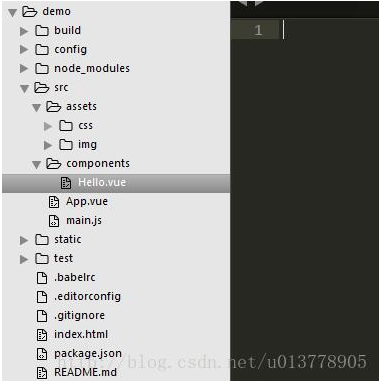 demo
build
config
node_modules
src
assets
css
img
components
Hello.vue
App.vue
main.js
static
test
.babelrc
.editorconfig
.gitignore
index.html
package.json
README.md
1
http://blog.csdn.net/u013778905